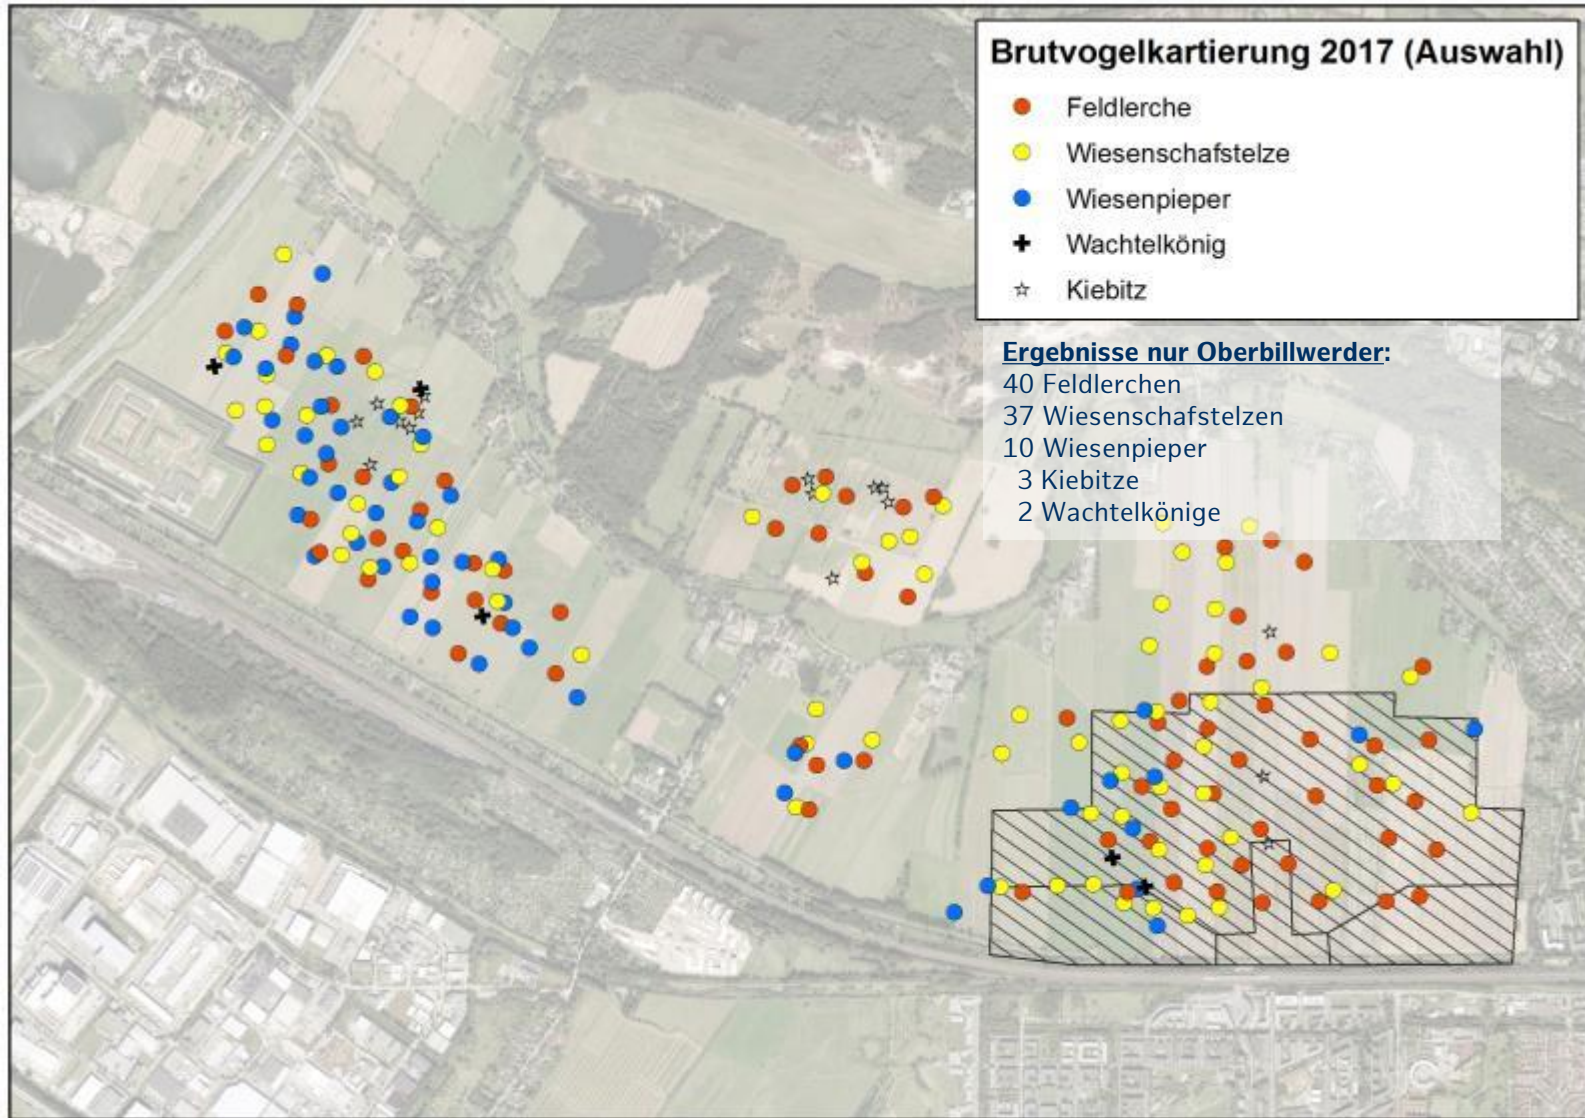 Brutvogelkartierung 2017 (Auswahl)
Feldlerche
Wiesenschafstelze
Wiesenpieper
Wachtelkönig
Kiebitz
Ergebnisse nur Oberbillwerder:
40 Feldlerchen
37 Wiesenschafstelzen
10 Wiesenpieper
3 Kiebitze
2 Wachtelkönige